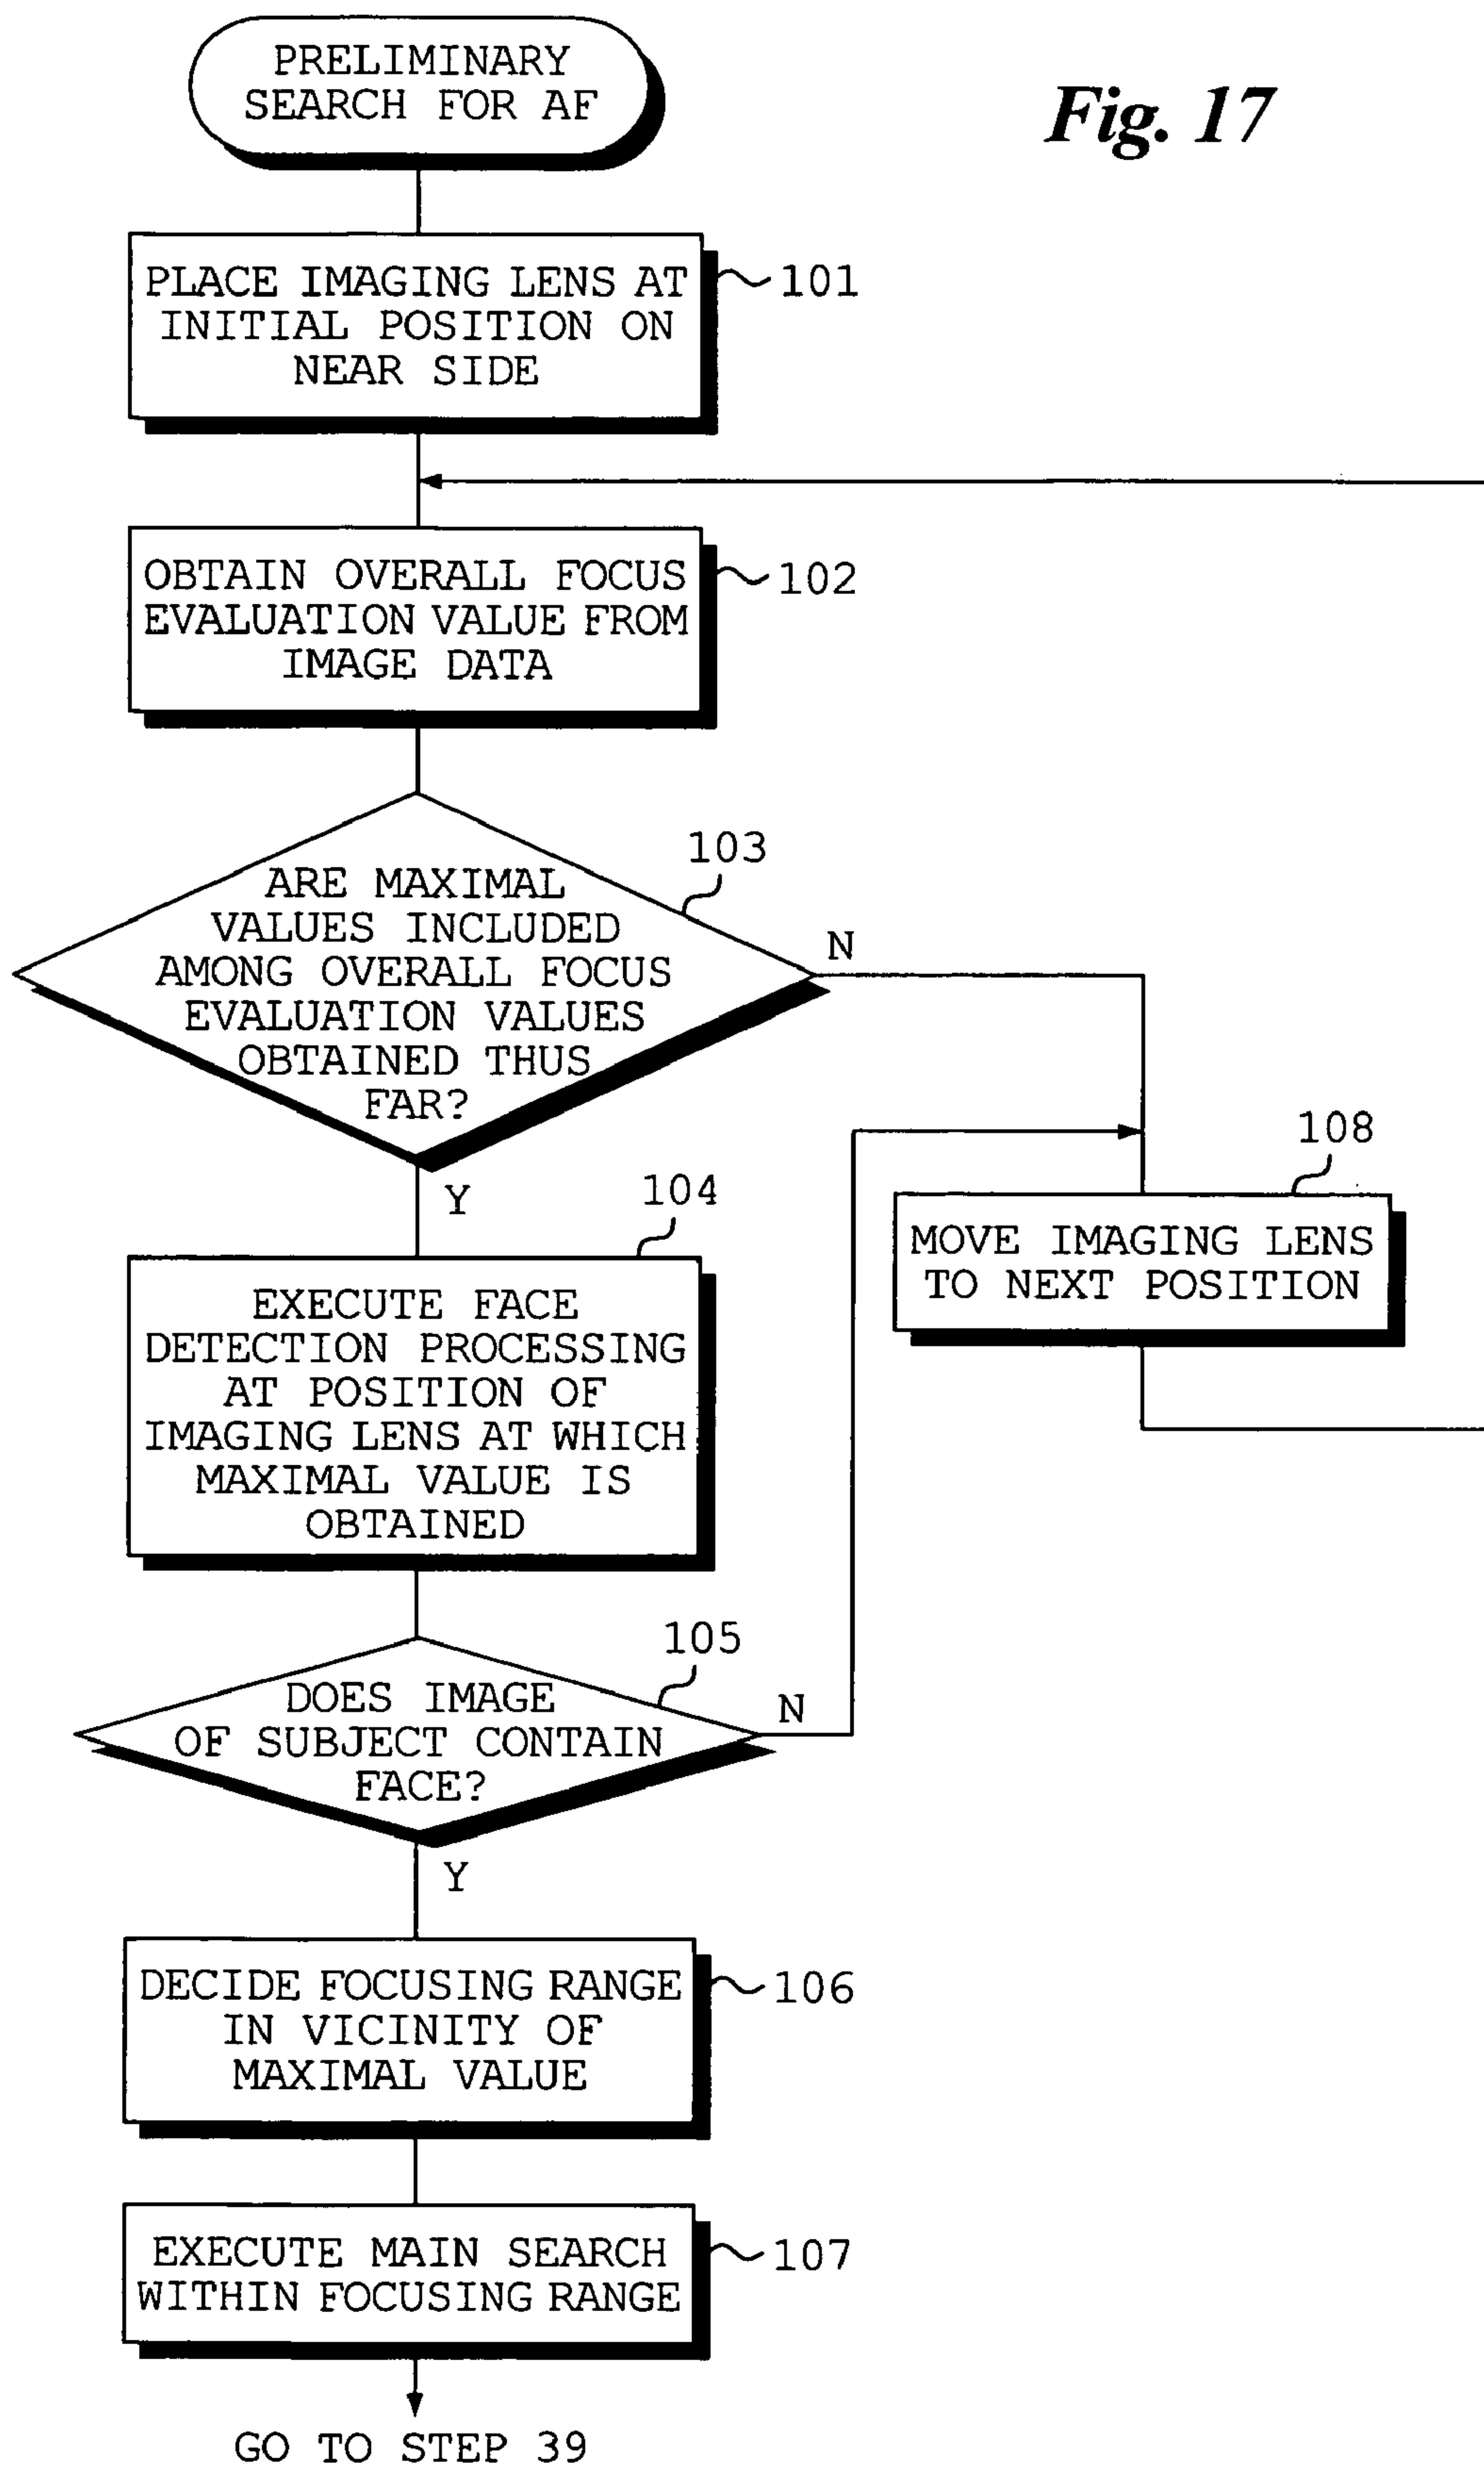 PRELIMINARY
SEARCH FOR AF
Fig. 17
PLACE IMAGING LENS AT
INITIAL POSITION ON
NEAR SIDE
101
OBTAIN OVERALL FOCUS
EVALUATION VALUE FROM
IMAGE DATA
102
103
ARE MAXIMAL
VALUES INCLUDED
AMONG OVERALL FOCUS
EVALUATION VALUES
OBTAINED THUS
FAR?
N
Y
104
EXECUTE FACE
DETECTION PROCESSING
AT POSITION OF
IMAGING LENS AT WHICH
MAXIMAL VALUE IS
OBTAINED
108
MOVE IMAGING LENS
TO NEXT POSITION
105
DOES IMAGE
OF SUBJECT CONTAIN
FACE?
N
Y
DECIDE FOCUSING RANGE
IN VICINITY OF
MAXIMAL VALUE
106
EXECUTE MAIN SEARCH
WITHIN FOCUSING RANGE
107
GO TO STEP 39